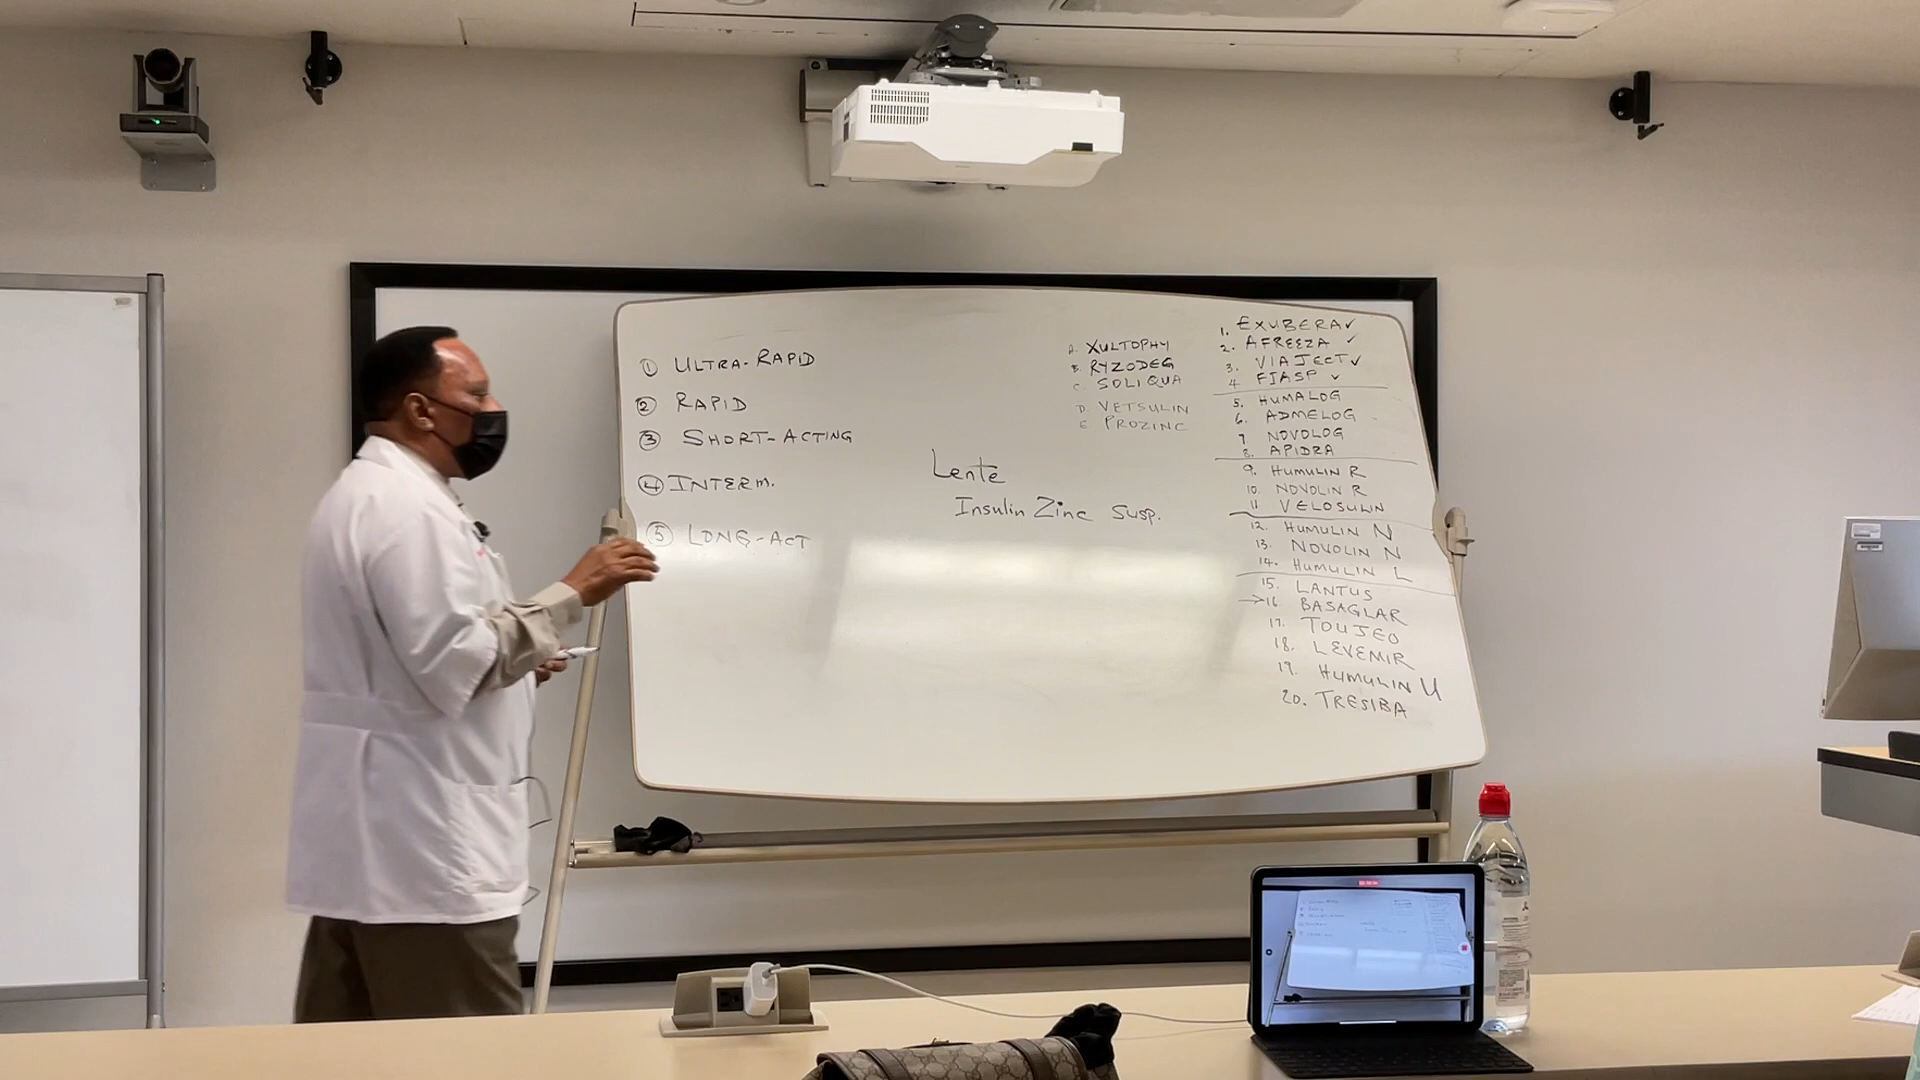 ① ULTRA-RAPID
② RAPID
③ SHORT-ACTING
④ INTERM.
⑤ LONG-ACT
Lente
Insulin Zinc Susp.
A. XULTOPHY
B. RYZODEG
C. SOLIQUA
D. VETSULIN
E PROZINC
1. EXUBERA ✓
2. AFREEZA ✓
3. VIAJECT ✓
4 FIASP ✓
5. HUMALOG
6. ADMELOG
7 NOVOLOG
8. APIDRA
9. HUMULIN R
10. NOVOLIN R
11 VELOSULIN
12. HUMULIN N
13. NOVOLIN N
14. HUMULIN L
15. LANTUS
→16. BASAGLAR
17. TOUJEO
18. LEVEMIR
19. HUMULIN U
20. TRESIBA